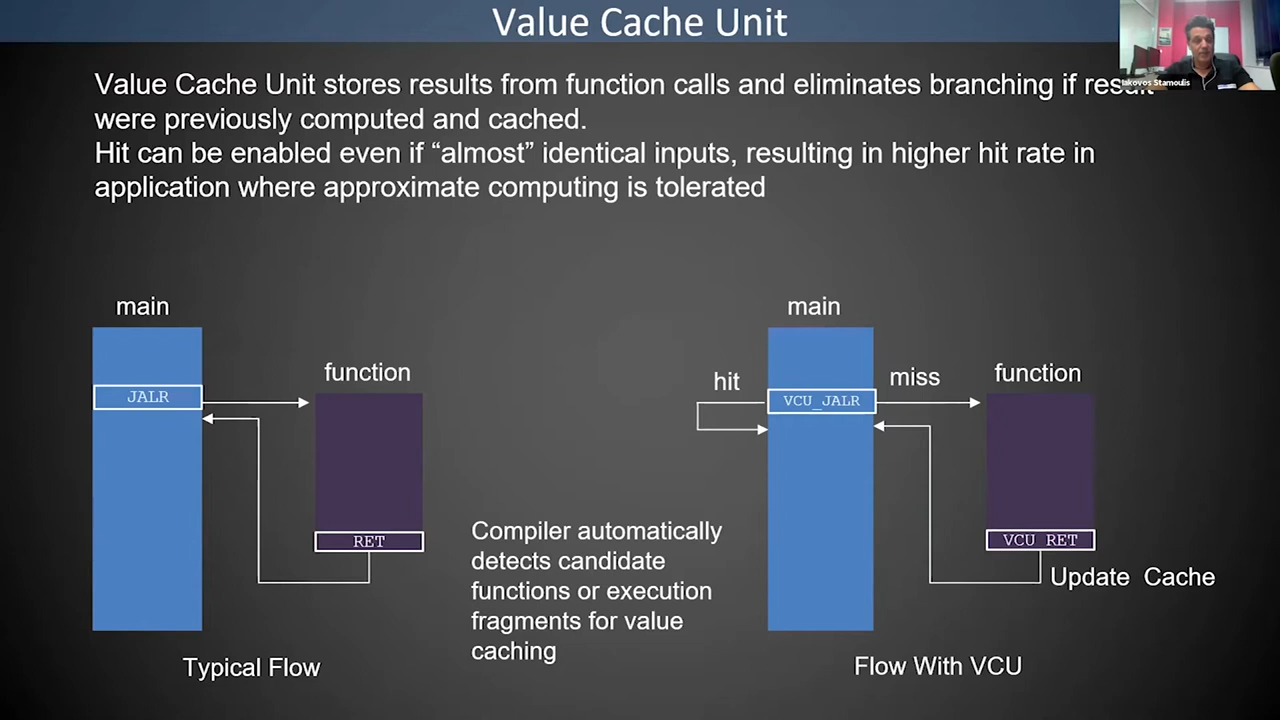 Value Cache Unit
Iakovos Stamoulis
Value Cache Unit stores results from function calls and eliminates branching if result
were previously computed and cached.
Hit can be enabled even if “almost” identical inputs, resulting in higher hit rate in
application where approximate computing is tolerated
main
JALR
function
RET
Typical Flow
Compiler automatically
detects candidate
functions or execution
fragments for value
caching
main
hit
VCU_JALR
miss
function
VCU_RET
Update Cache
Flow With VCU